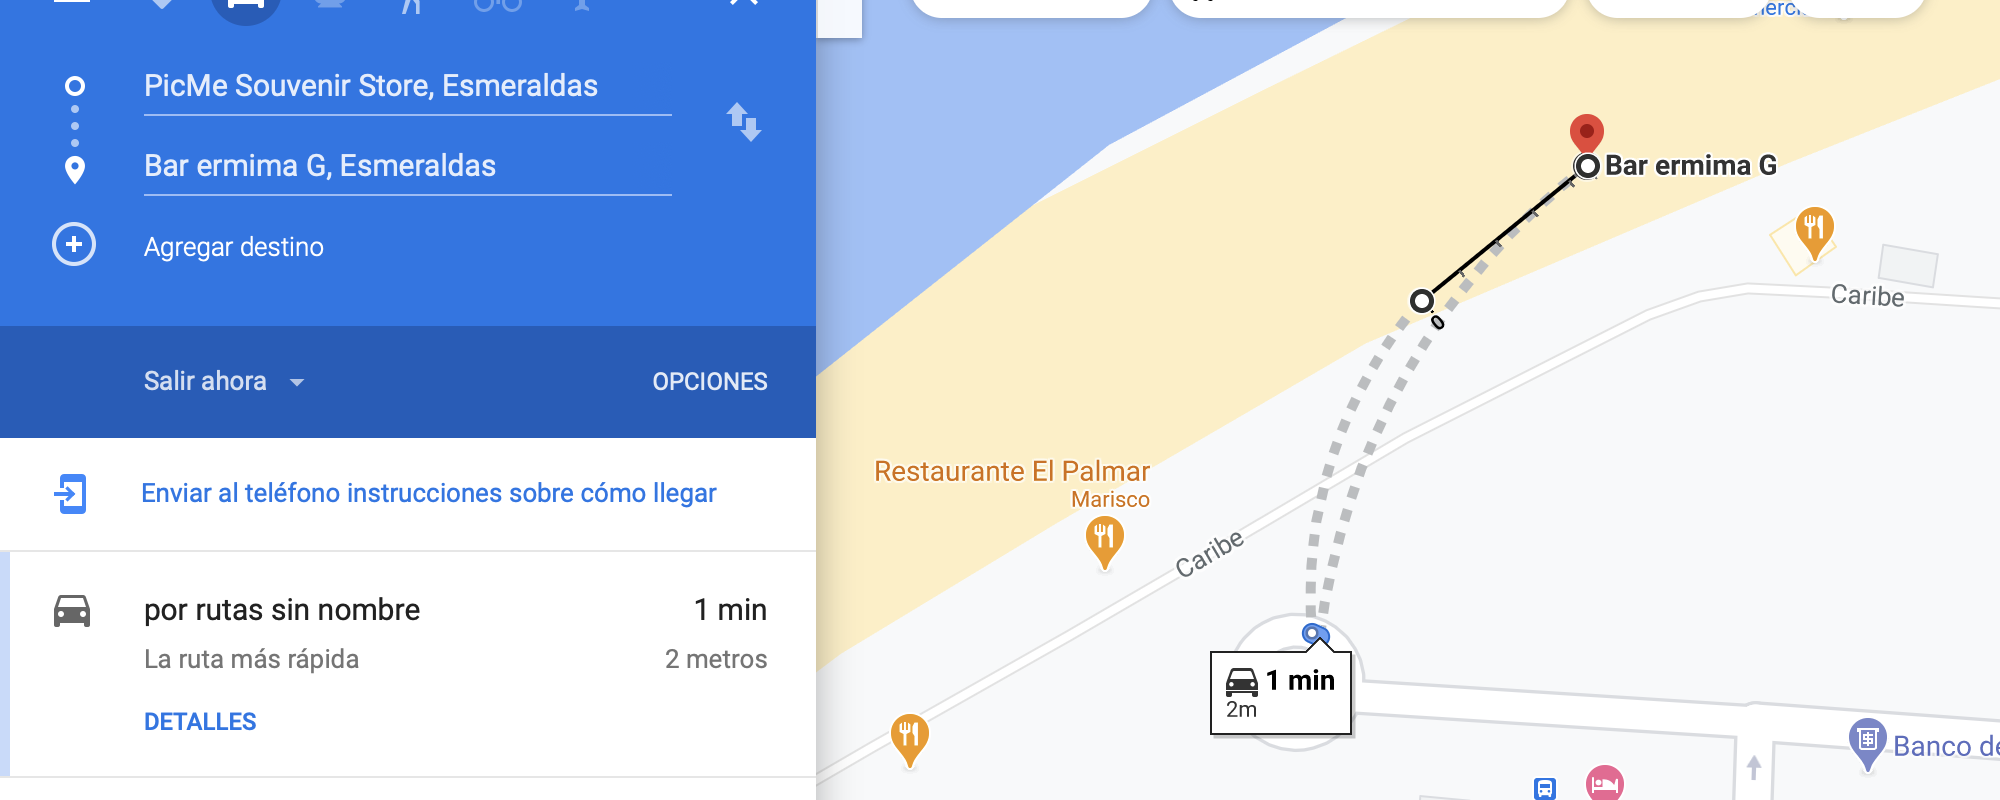 PicMe Souvenir Store, Esmeraldas
Bar ermima G, Esmeraldas
Agregar destino
Salir ahora
OPCIONES
Enviar al teléfono instrucciones sobre cómo llegar
por rutas sin nombre
1 min
La ruta más rápida
2 metros
DETALLES
Bar ermima G
0
Caribe
Restaurante El Palmar
Marisco
Caribe
1 min
2m
Banco de